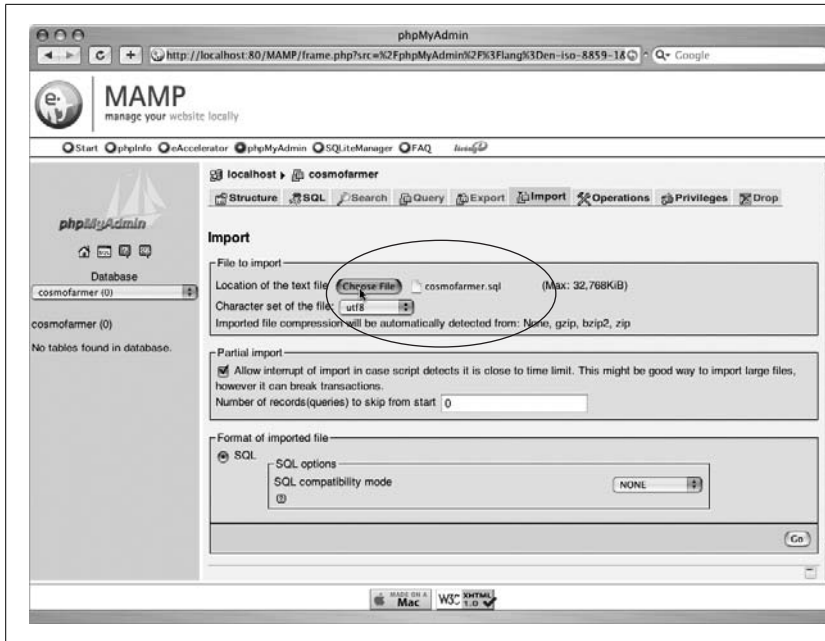 phpMyAdmin
http://localhost:80/MAMP/frame.php?src=%2FphpMyAdmin%2F%3Flang%3Den-iso-8859-1&
Google
MAMP
manage your website locally
Start phpInfo eAccelerator phpMyAdmin SQLiteManager FAQ
localhost cosmofarmer
Structure SQL Search Query Export Import Operations Privileges Drop
phpMyAdmin
Database
cosmofarmer (0)
cosmofarmer (0)
No tables found in database.
Import
File to import
Location of the text file Choose File cosmofarmer.sql (Max: 32,768KiB)
Character set of the file: utf8
Imported file compression will be automatically detected from: None, gzip, bzip2, zip
Partial import
Allow interrupt of import in case script detects it is close to time limit. This might be good way to import large files,
however it can break transactions.
Number of records(queries) to skip from start 0
Format of imported file
SQL
SQL options
SQL compatibility mode NONE
Go
MADE ON A
Mac
W3C XHTML
1.0